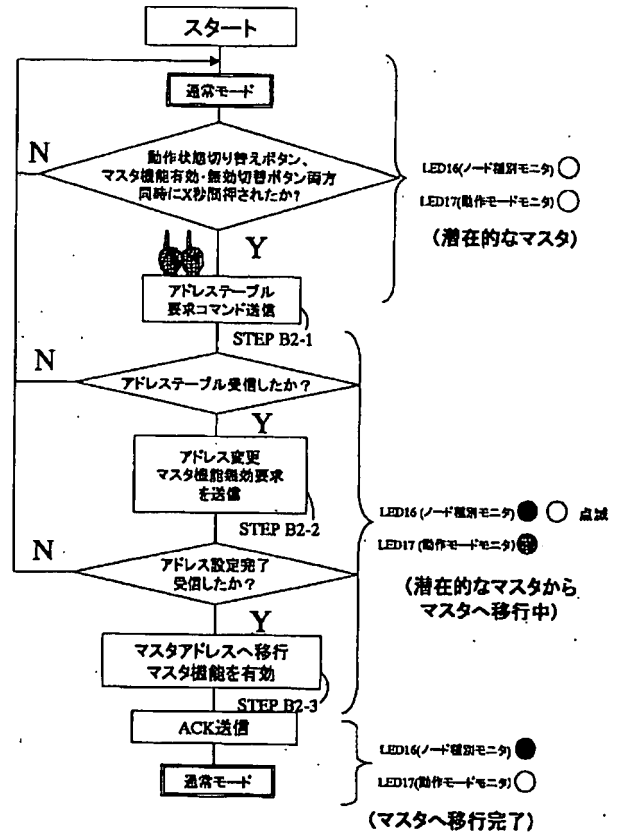 スタート
通常モード
N
動作状態切り替えボタン、
マスタ機能有効・無効切替ボタン両方
同時にX秒間押されたか?
Y
LED16(ノード種別モニタ)
LED17(動作モードモニタ)
(潜在的なマスタ)
アドレステーブル
要求コマンド送信
STEP B2-1
N
アドレステーブル受信したか?
Y
アドレス変更
マスタ機能無効要求
を送信
STEP B2-2
LED16(ノード種別モニタ) 点滅
LED17(動作モードモニタ)
(潜在的なマスタから
マスタへ移行中)
N
アドレス設定完了
受信したか?
Y
マスタアドレスへ移行
マスタ機能を有効
STEP B2-3
ACK送信
通常モード
LED16(ノード種別モニタ)
LED17(動作モードモニタ)
(マスタへ移行完了)